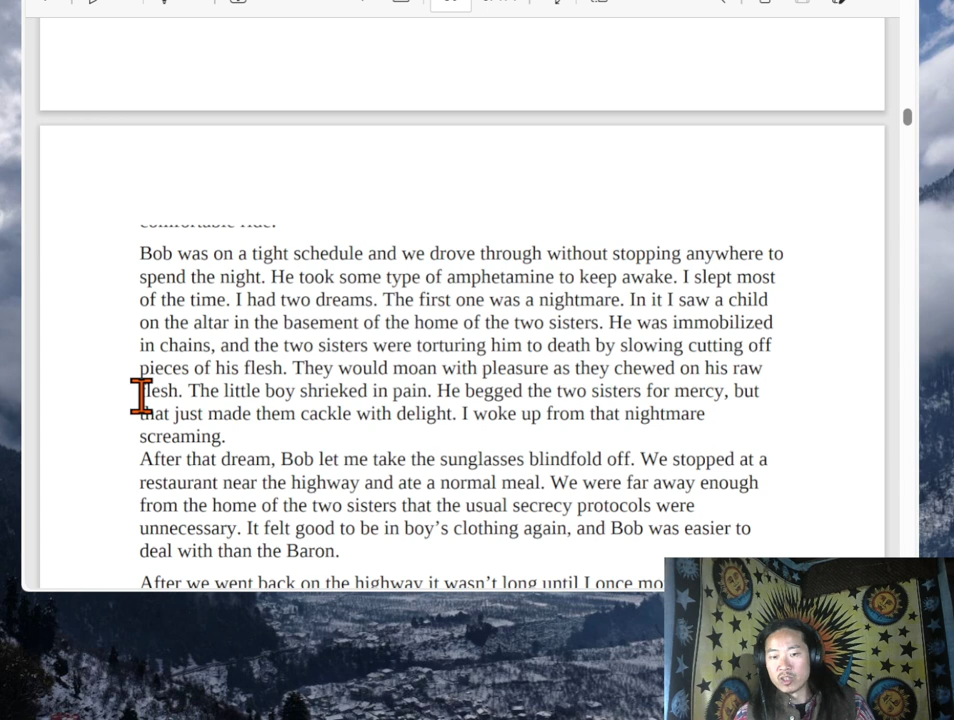 comfortable ride.
Bob was on a tight schedule and we drove through without stopping anywhere to
spend the night. He took some type of amphetamine to keep awake. I slept most
of the time. I had two dreams. The first one was a nightmare. In it I saw a child
on the altar in the basement of the home of the two sisters. He was immobilized
in chains, and the two sisters were torturing him to death by slowing cutting off
pieces of his flesh. They would moan with pleasure as they chewed on his raw
flesh. The little boy shrieked in pain. He begged the two sisters for mercy, but
that just made them cackle with delight. I woke up from that nightmare
screaming.
After that dream, Bob let me take the sunglasses blindfold off. We stopped at a
restaurant near the highway and ate a normal meal. We were far away enough
from the home of the two sisters that the usual secrecy protocols were
unnecessary. It felt good to be in boy's clothing again, and Bob was easier to
deal with than the Baron.
After we went back on the highway it wasn't long until I once